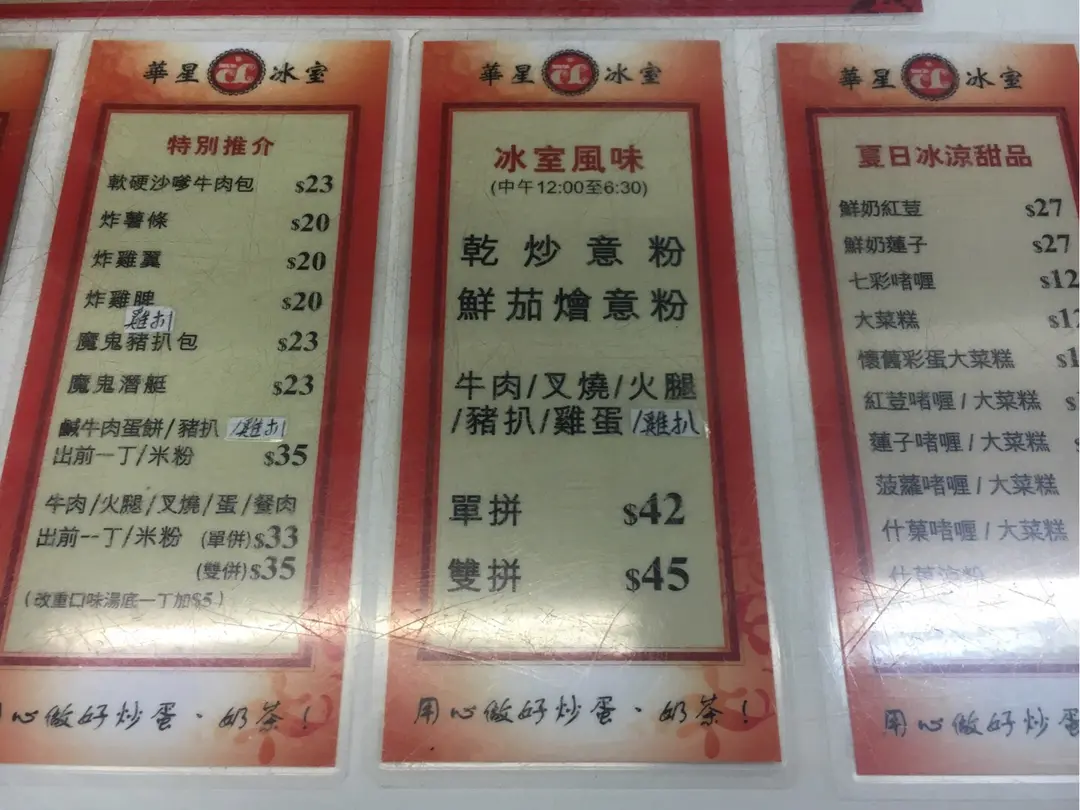 華星 冰室
特別推介
軟硬沙嗲牛肉包 $23
炸薯條 $20
炸雞翼 $20
炸雞脾 $20
雞扒
魔鬼豬扒包 $23
魔鬼潛艇 $23
鹹牛肉蛋餅/豬扒/雞扒
出前一丁/米粉 $35
牛肉/火腿/叉燒/蛋/餐肉
出前一丁/米粉 (單併)$33
(雙併)$35
(改重口味湯底一丁加$5)
用心做好炒蛋、奶茶!
華星 冰室
冰室風味
(中午12:00至6:30)
乾炒意粉
鮮茄燴意粉
牛肉/叉燒/火腿
/豬扒/雞蛋/雞扒
單拼 $42
雙拼 $45
用心做好炒蛋、奶茶!
華星 冰室
夏日冰涼甜品
鮮奶紅荳 $27
鮮奶蓮子 $27
七彩啫喱 $12
大菜糕
懷舊彩蛋大菜糕
紅荳啫喱/大菜糕
蓮子啫喱/大菜糕
菠蘿啫喱/大菜糕
什菓啫喱/大菜糕
什菓涼粉
用心做好炒